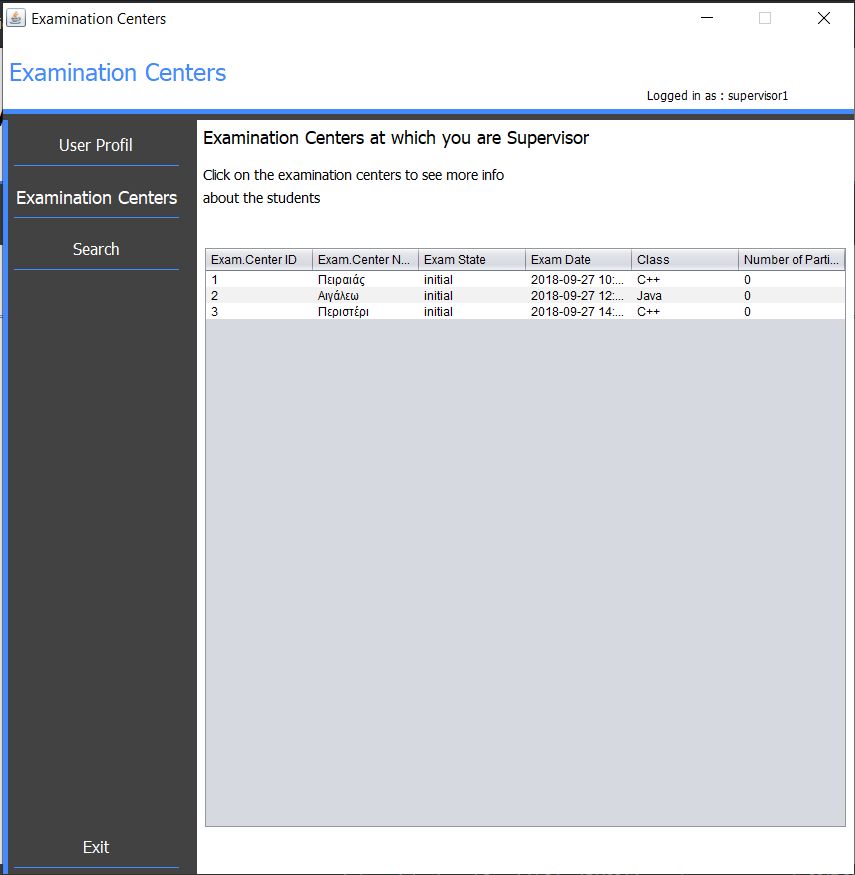 Examination Centers
Examination Centers
Logged in as : supervisor1
User Profil
Examination Centers
Search
Exit
Examination Centers at which you are Supervisor
Click on the examination centers to see more info
about the students
Exam.Center ID Exam.Center N... Exam State Exam Date Class Number of Parti...
1 Πειραιάς initial 2018-09-27 10:... C++ 0
2 Αιγάλεω initial 2018-09-27 12:... Java 0
3 Περιστέρι initial 2018-09-27 14:... C++ 0